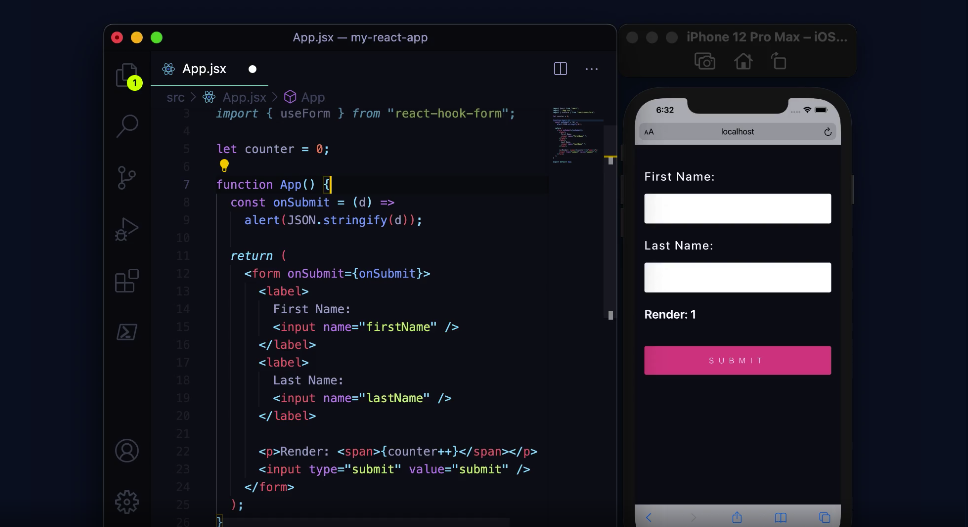 App.jsx — my-react-app
iPhone 12 Pro Max – iOS...
1
App.jsx
src > App.jsx > App
3 import { useForm } from "react-hook-form";
4
5 let counter = 0;
6
7 function App() {
8 const onSubmit = (d) =>
9 alert(JSON.stringify(d));
10
11 return (
12 <form onSubmit={onSubmit}>
13 <label>
14 First Name:
15 <input name="firstName" />
16 </label>
17 <label>
18 Last Name:
19 <input name="lastName" />
20 </label>
21
22 <p>Render: <span>{counter++}</span></p>
23 <input type="submit" value="submit" />
24 </form>
25 );
26 }
6:32
AA
localhost
First Name:
Last Name:
Render: 1
SUBMIT